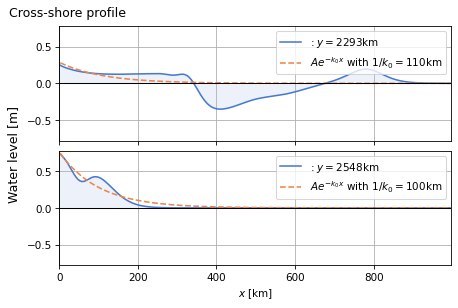 Cross-shore profile
Water level [m]
0.5
0.0
−0.5
: y = 2293km
Ae^{−k₀x} with 1/k₀ = 110km
0.5
0.0
−0.5
: y = 2548km
Ae^{−k₀x} with 1/k₀ = 100km
0 200 400 600 800
x [km]